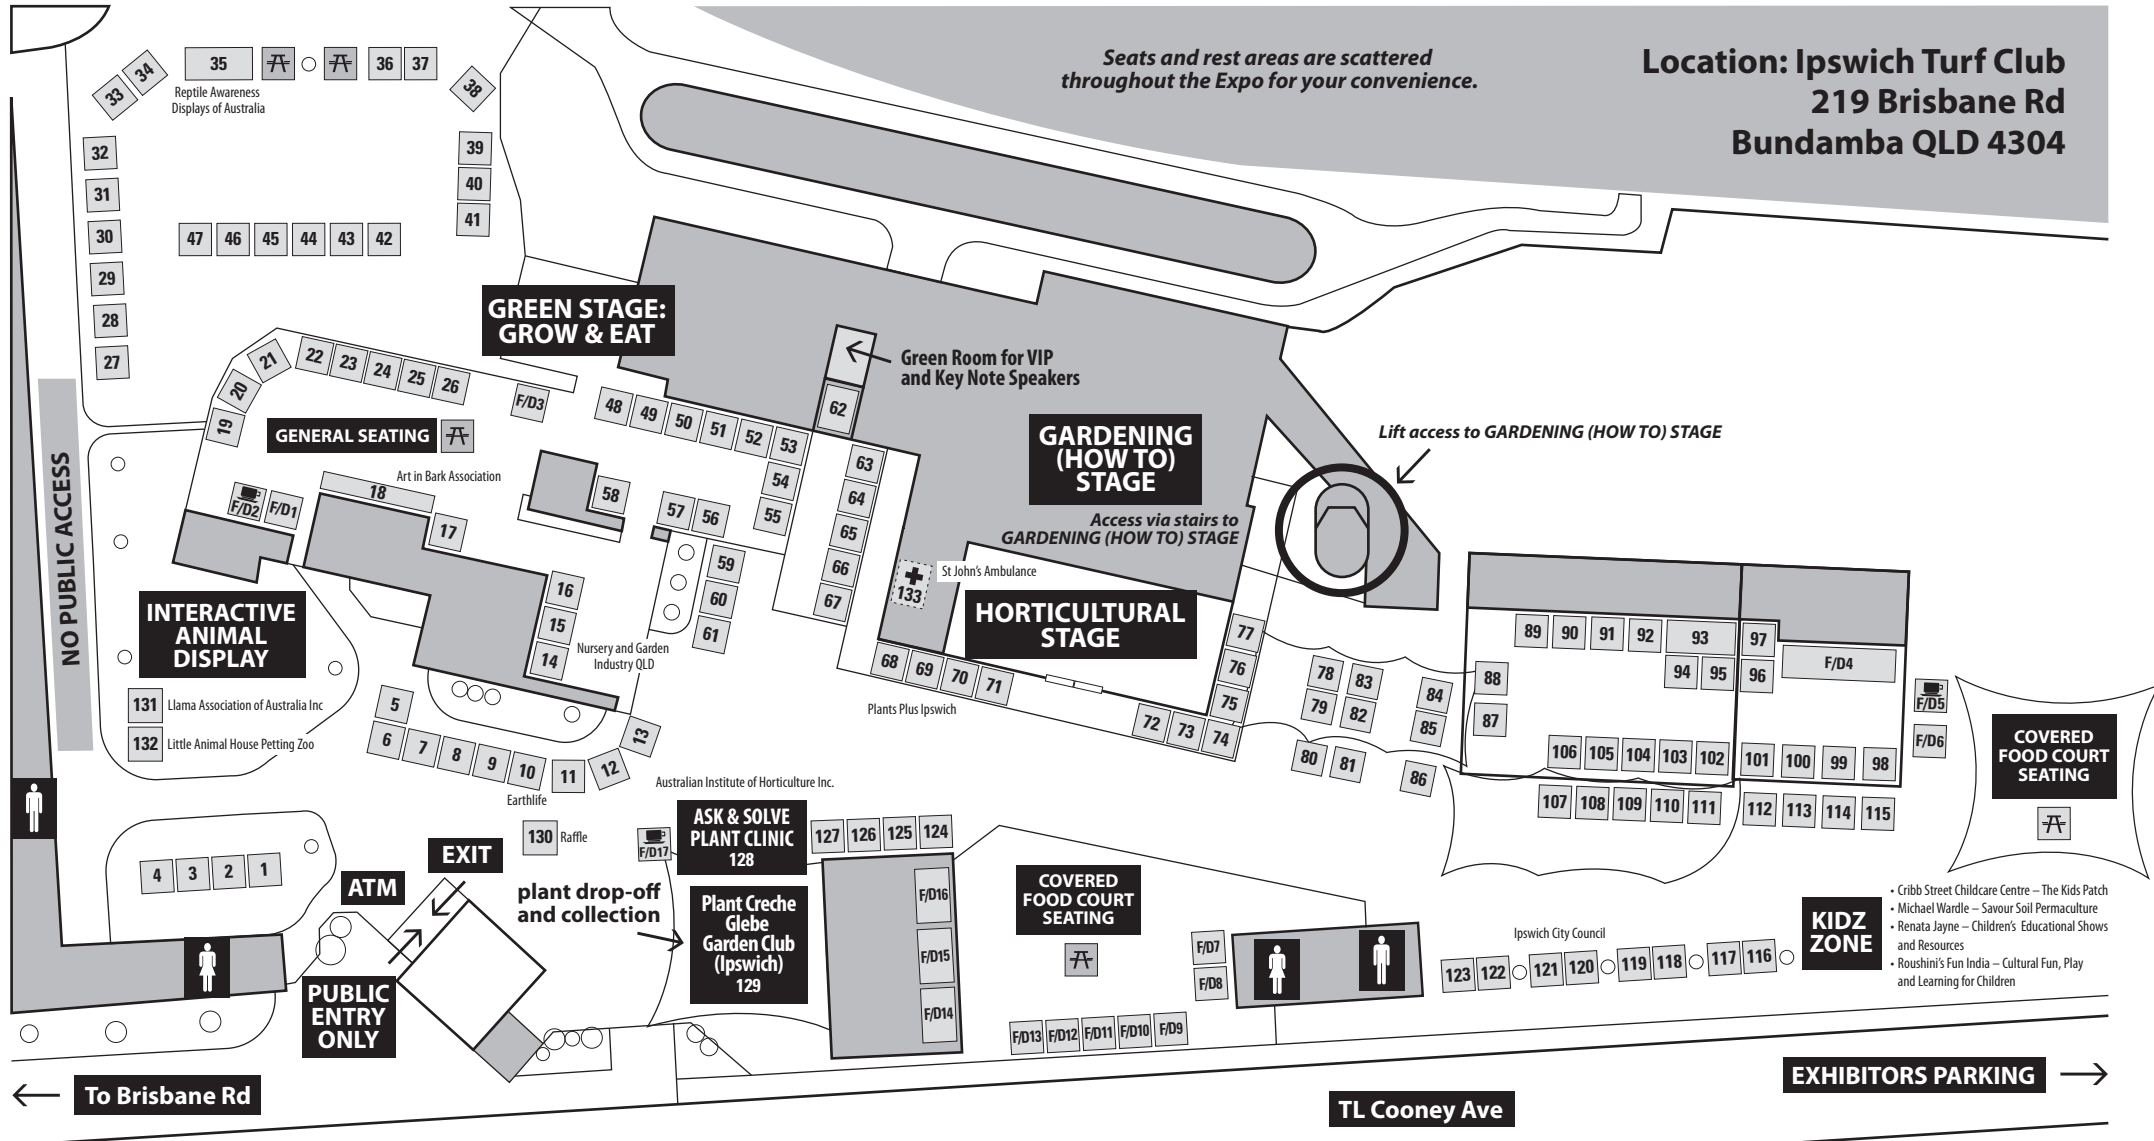 Seats and rest areas are scattered
throughout the Expo for your convenience.
Location: Ipswich Turf Club
219 Brisbane Rd
Bundamba QLD 4304
33
34
35
36
37
38
Reptile Awareness
Displays of Australia
32
31
30
29
28
27
39
40
41
47
46
45
44
43
42
GREEN STAGE:
GROW & EAT
Green Room for VIP
and Key Note Speakers
62
19
20
21
22
23
24
25
26
F/D3
GENERAL SEATING
NO PUBLIC ACCESS
Art in Bark Association
18
17
F/D2
F/D1
48
49
50
51
52
53
54
55
56
57
58
59
60
61
63
64
65
66
67
GARDENING
(HOW TO)
STAGE
Lift access to GARDENING (HOW TO) STAGE
Access via stairs to
GARDENING (HOW TO) STAGE
St John's Ambulance
133
HORTICULTURAL
STAGE
INTERACTIVE
ANIMAL
DISPLAY
131
Llama Association of Australia Inc
132
Little Animal House Petting Zoo
16
15
14
Nursery and Garden
Industry QLD
5
6
7
8
9
10
11
12
13
Earthlife
130
Raffle
68
69
70
71
Plants Plus Ipswich
72
73
74
75
76
77
78
79
80
81
82
83
84
85
86
87
88
89
90
91
92
93
94
95
96
97
F/D4
F/D5
F/D6
106
105
104
103
102
101
100
99
98
107
108
109
110
111
112
113
114
115
COVERED
FOOD COURT
SEATING
Australian Institute of Horticulture Inc.
ASK & SOLVE
PLANT CLINIC
128
F/D17
127
126
125
124
4
3
2
1
ATM
EXIT
plant drop-off
and collection
Plant Creche
Glebe
Garden Club
(Ipswich)
129
F/D16
F/D15
F/D14
COVERED
FOOD COURT
SEATING
F/D7
F/D8
F/D13
F/D12
F/D11
F/D10
F/D9
Ipswich City Council
123
122
121
120
119
118
117
116
KIDZ
ZONE
• Cribb Street Childcare Centre – The Kids Patch
• Michael Wardle – Savour Soil Permaculture
• Renata Jayne – Children's Educational Shows
and Resources
• Roushini's Fun India – Cultural Fun, Play
and Learning for Children
PUBLIC
ENTRY
ONLY
To Brisbane Rd
TL Cooney Ave
EXHIBITORS PARKING